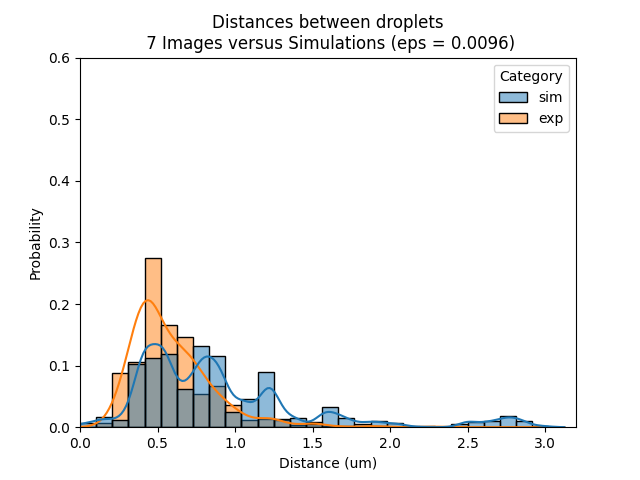 Distances between droplets
7 Images versus Simulations (eps = 0.0096)
Category
sim
exp
Probability
0.6
0.5
0.4
0.3
0.2
0.1
0.0
0.0 0.5 1.0 1.5 2.0 2.5 3.0
Distance (um)